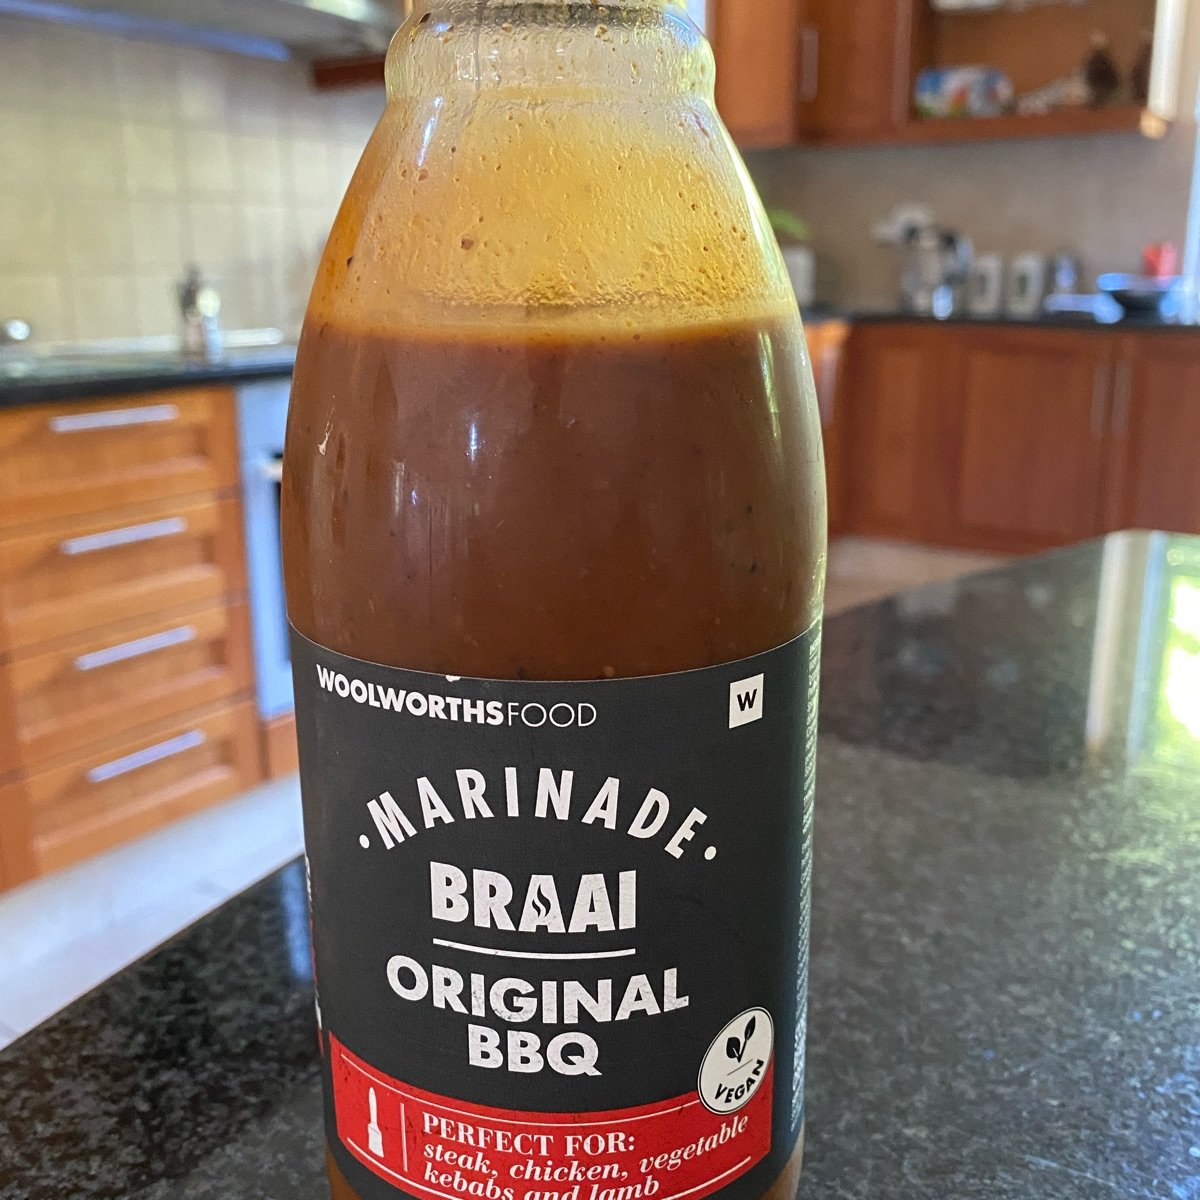 WOOLWORTHSFOOD
W
·MARINADE·
BRAAI
ORIGINAL
BBQ
VEGAN
PERFECT FOR:
steak, chicken, vegetable
kebabs and lamb